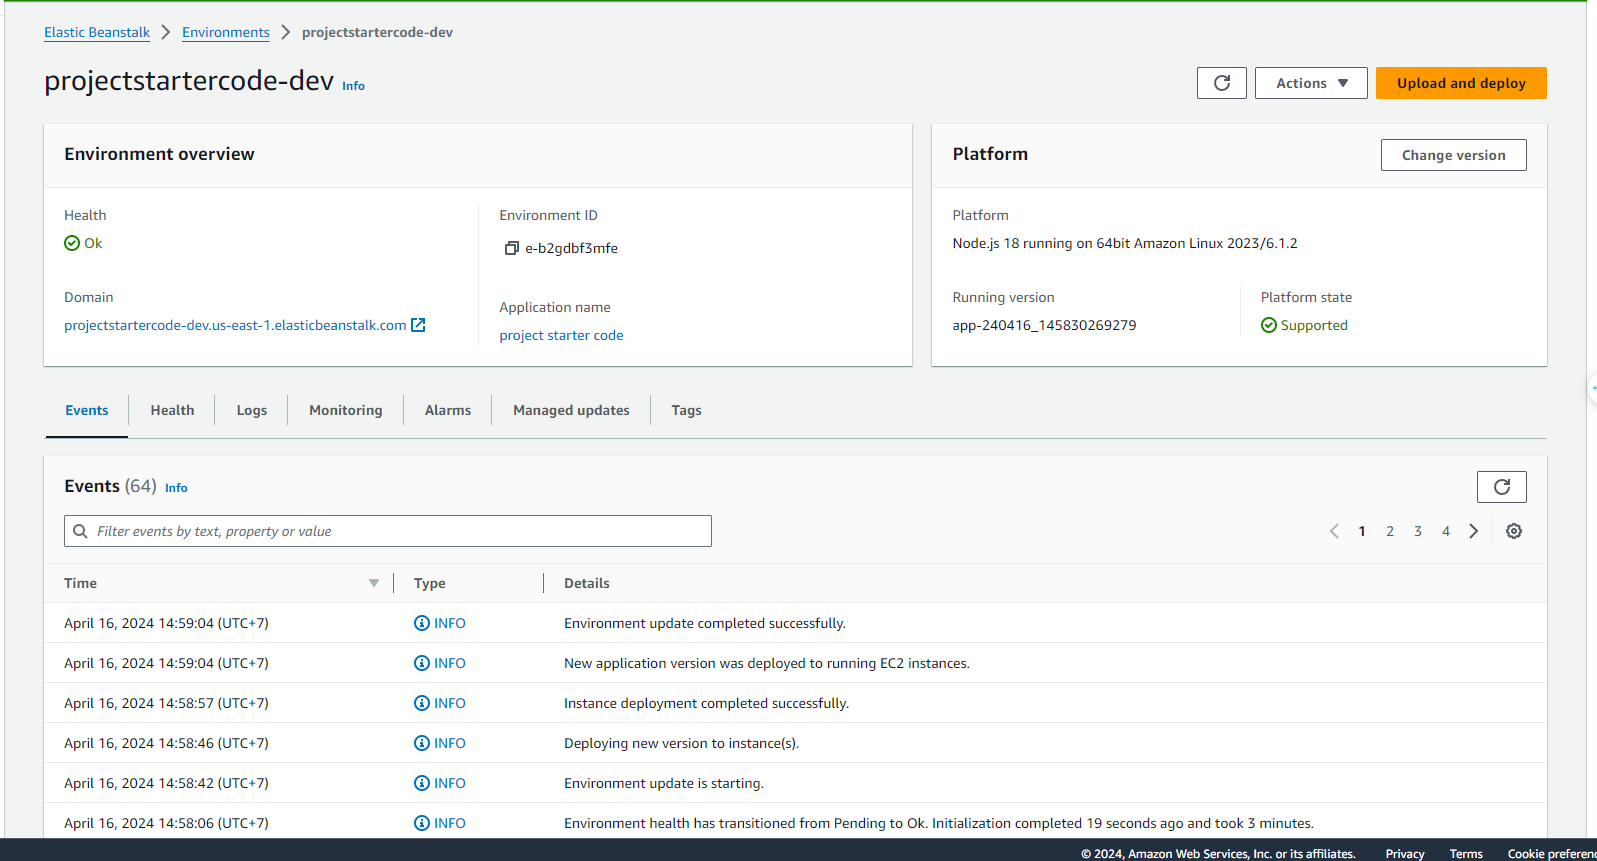 Elastic Beanstalk > Environments > projectstartercode-dev
projectstartercode-dev Info
Actions Upload and deploy
Environment overview
Health
Ok
Domain
projectstartercode-dev.us-east-1.elasticbeanstalk.com
Environment ID
e-b2gdbf3mfe
Application name
project starter code
Platform Change version
Platform
Node.js 18 running on 64bit Amazon Linux 2023/6.1.2
Running version
app-240416_145830269279
Platform state
Supported
Events Health Logs Monitoring Alarms Managed updates Tags
Events (64) Info
Filter events by text, property or value
1 2 3 4
Time Type Details
April 16, 2024 14:59:04 (UTC+7) INFO Environment update completed successfully.
April 16, 2024 14:59:04 (UTC+7) INFO New application version was deployed to running EC2 instances.
April 16, 2024 14:58:57 (UTC+7) INFO Instance deployment completed successfully.
April 16, 2024 14:58:46 (UTC+7) INFO Deploying new version to instance(s).
April 16, 2024 14:58:42 (UTC+7) INFO Environment update is starting.
April 16, 2024 14:58:06 (UTC+7) INFO Environment health has transitioned from Pending to Ok. Initialization completed 19 seconds ago and took 3 minutes.
© 2024, Amazon Web Services, Inc. or its affiliates. Privacy Terms Cookie preferen